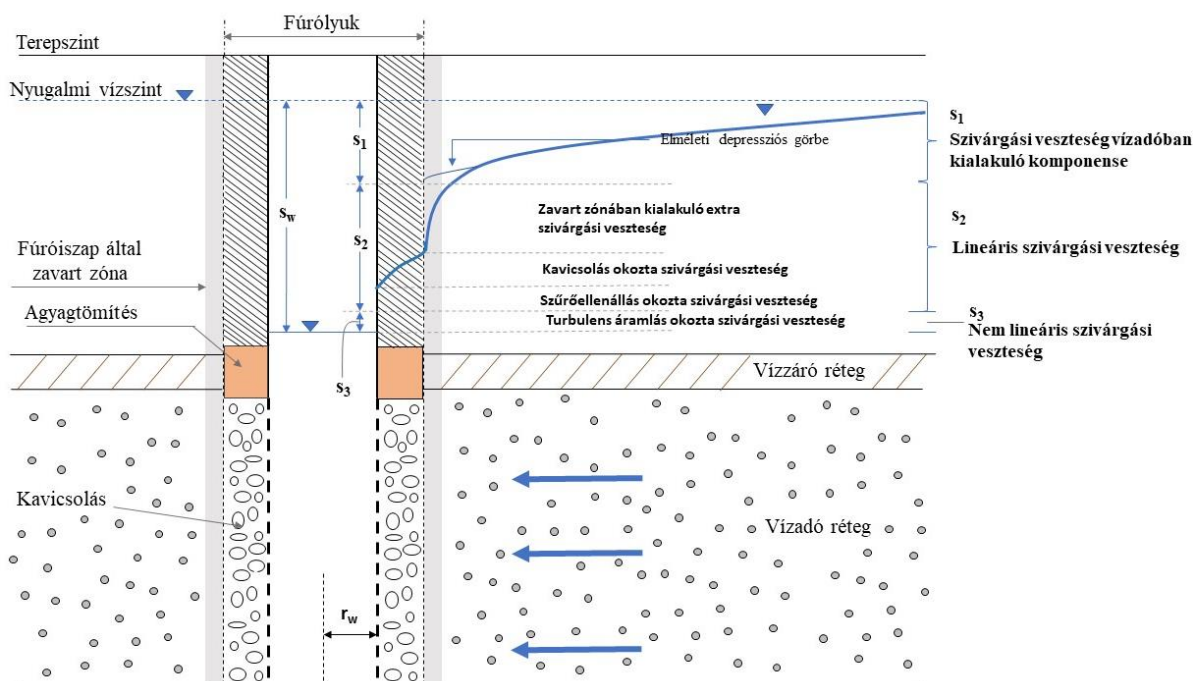 Fúrólyuk
Terepszint
Nyugalmi vízszint
s1
Szivárgási veszteség vízadóban
kialakuló komponense
s1
Elméleti depressziós görbe
sw
s2
Zavart zónában kialakuló extra
szivárgási veszteség
s2
Lineáris szivárgási veszteség
Fúróiszap által
zavart zóna
Kavicsolás okozta szivárgási veszteség
Agyagtömítés
Szűrőellenállás okozta szivárgási veszteség
Turbulens áramlás okozta szivárgási veszteség
s3
Nem lineáris szivárgási
veszteség
s3
Vízzáró réteg
Kavicsolás
Vízadó réteg
rw